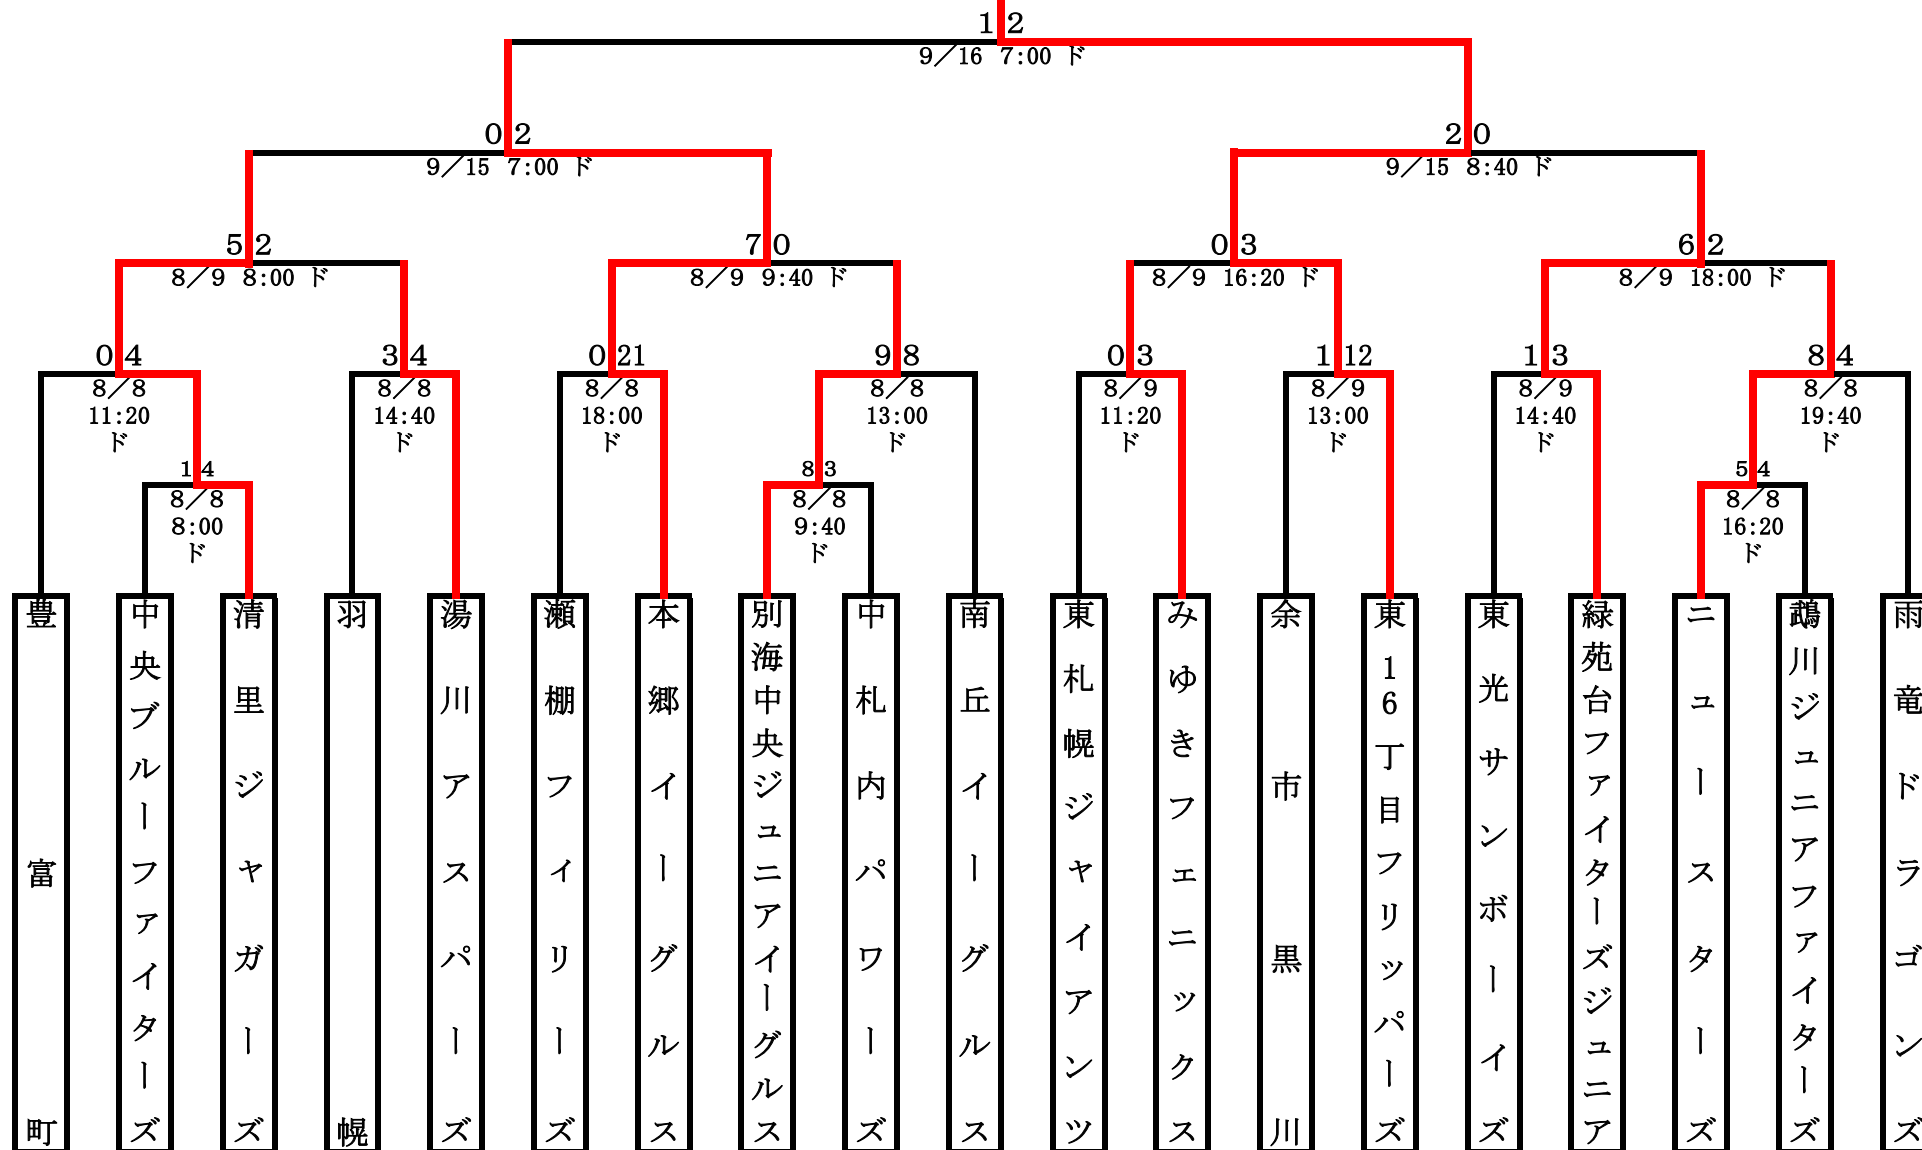 1 2
9／16 7:00 ド
0 2
9／15 7:00 ド
2 0
9／15 8:40 ド
5 2
8／9 8:00 ド
7 0
8／9 9:40 ド
0 3
8／9 16:20 ド
6 2
8／9 18:00 ド
0 4
8／8
11:20
ド
3 4
8／8
14:40
ド
0 21
8／8
18:00
ド
9 8
8／8
13:00
ド
0 3
8／9
11:20
ド
1 12
8／9
13:00
ド
1 3
8／9
14:40
ド
8 4
8／8
19:40
ド
1 4
8／8
8:00
ド
8 3
8／8
9:40
ド
5 4
8／8
16:20
ド
豊富町
中央ブルーファイターズ
清里ジャガーズ
羽幌
湯川アスパーズ
瀬棚フィリーズ
本郷イーグルス
別海中央ジュニアイーグルス
中札内パワーズ
南丘イーグルス
東札幌ジャイアンツ
みゆきフェニックス
余市黒川
東16丁目フリッパーズ
東光サンボーイズ
緑苑台ファイターズジュニア
ニュースターズ
鵡川ジュニアファイターズ
雨竜ドラゴンズ